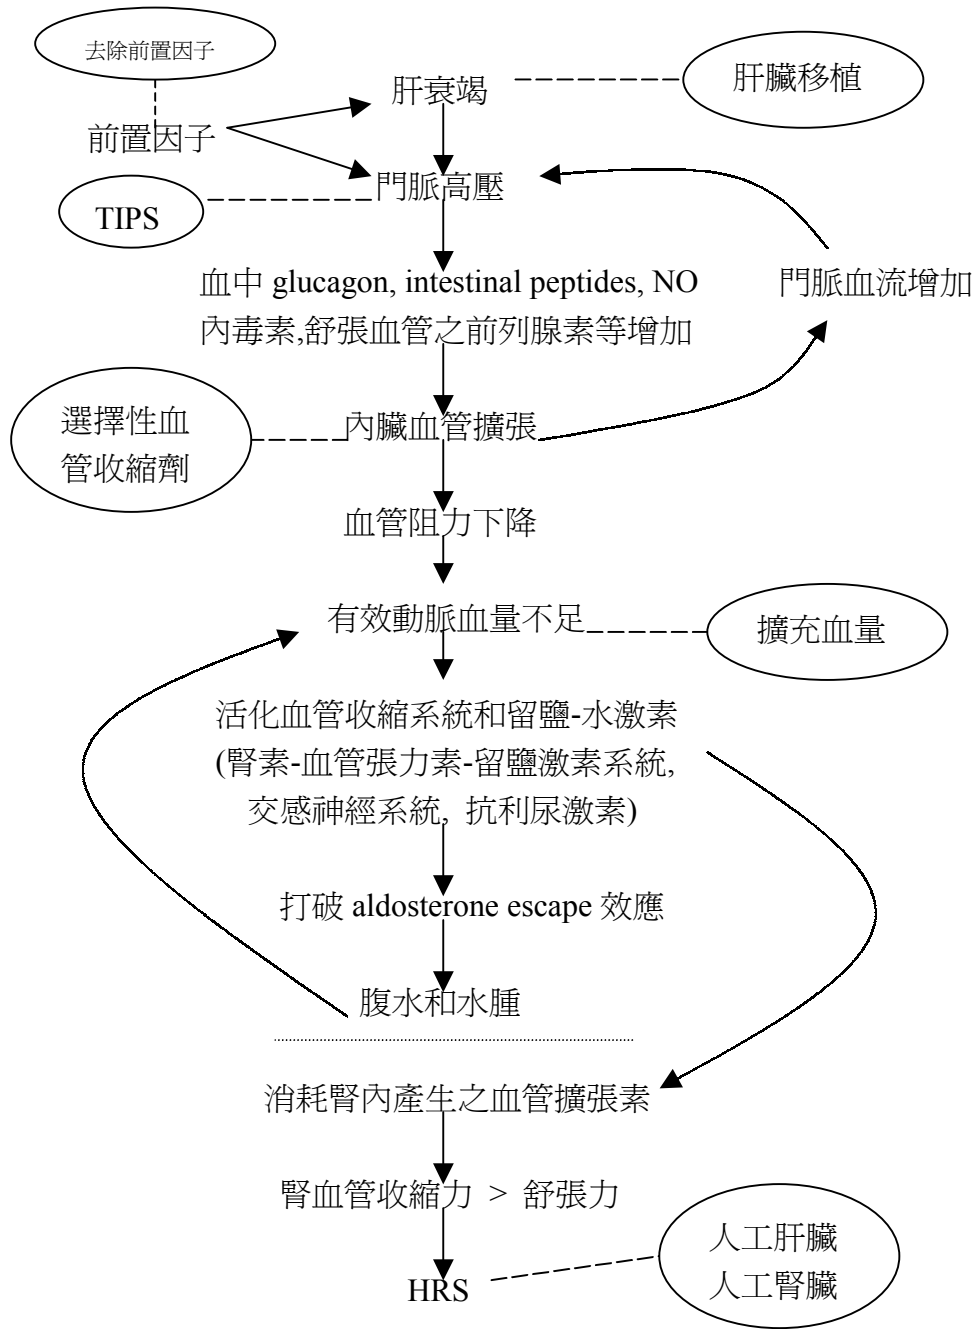 去除前置因子
肝衰竭
肝臟移植
前置因子
門脈高壓
TIPS
血中 glucagon, intestinal peptides, NO
內毒素,舒張血管之前列腺素等增加
門脈血流增加
選擇性血
管收縮劑
內臟血管擴張
血管阻力下降
有效動脈血量不足
擴充血量
活化血管收縮系統和留鹽-水激素
(腎素-血管張力素-留鹽激素系統,
交感神經系統, 抗利尿激素)
打破 aldosterone escape 效應
腹水和水腫
消耗腎內產生之血管擴張素
腎血管收縮力 > 舒張力
人工肝臟
人工腎臟
HRS